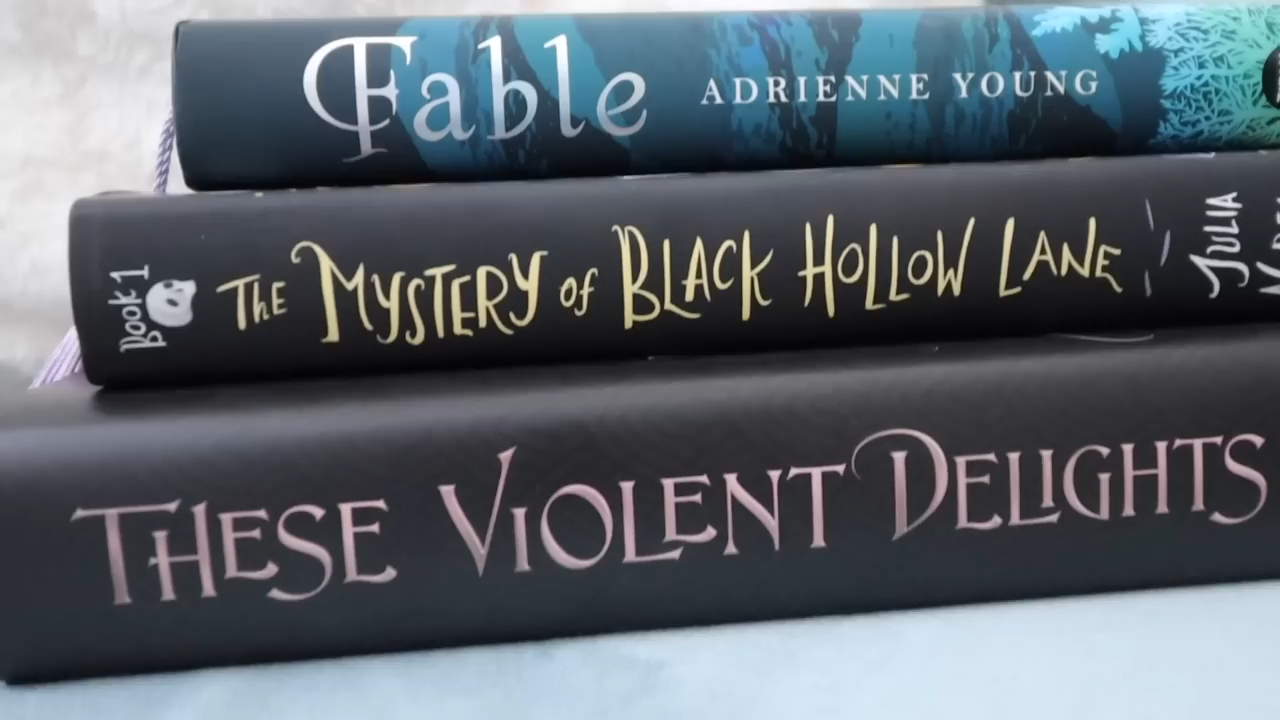 Fable ADRIENNE YOUNG
Book 1 THE MYSTERY of BLACK HOLLOW LANE JULIA
THESE VIOLENT DELIGHTS